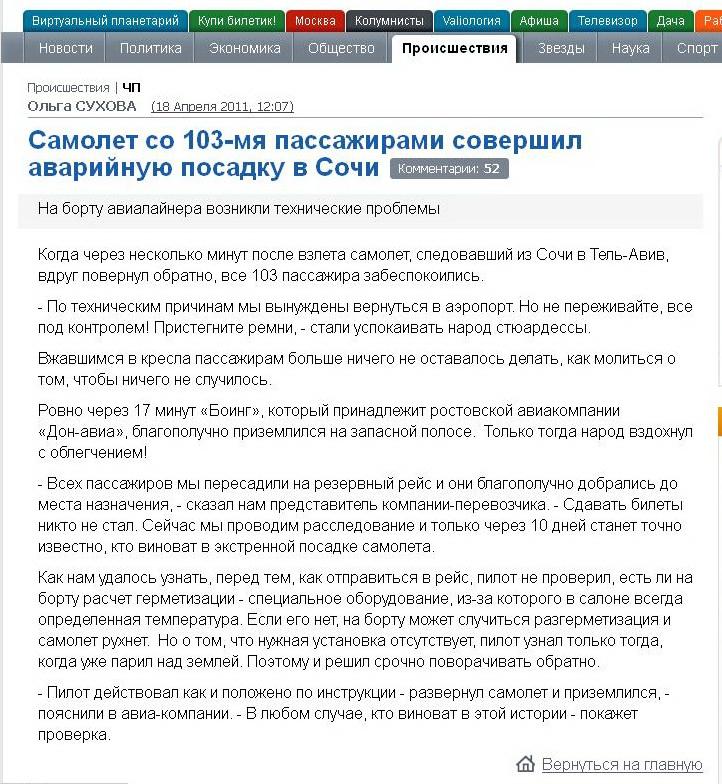 Виртуальный планетарий Купи билетик! Москва Колумнисты Valiология Афиша Телевизор Дача
Новости Политика Экономика Общество Происшествия Звезды Наука Спорт
Происшествия | ЧП
Ольга СУХОВА (18 Апреля 2011, 12:07)
Самолет со 103-мя пассажирами совершил
аварийную посадку в Сочи Комментарии: 52
На борту авиалайнера возникли технические проблемы
Когда через несколько минут после взлета самолет, следовавший из Сочи в Тель-Авив,
вдруг повернул обратно, все 103 пассажира забеспокоились.
- По техническим причинам мы вынуждены вернуться в аэропорт. Но не переживайте, все
под контролем! Пристегните ремни, - стали успокаивать народ стюардессы.
Вжавшимся в кресла пассажирам больше ничего не оставалось делать, как молиться о
том, чтобы ничего не случилось.
Ровно через 17 минут «Боинг», который принадлежит ростовской авиакомпании
«Дон-авиа», благополучно приземлился на запасной полосе. Только тогда народ вздохнул
с облегчением!
- Всех пассажиров мы пересадили на резервный рейс и они благополучно добрались до
места назначения, - сказал нам представитель компании-перевозчика. - Сдавать билеты
никто не стал. Сейчас мы проводим расследование и только через 10 дней станет точно
известно, кто виноват в экстренной посадке самолета.
Как нам удалось узнать, перед тем, как отправиться в рейс, пилот не проверил, есть ли на
борту расчет герметизации - специальное оборудование, из-за которого в салоне всегда
определенная температура. Если его нет, на борту может случиться разгерметизация и
самолет рухнет. Но о том, что нужная установка отсутствует, пилот узнал только тогда,
когда уже парил над землей. Поэтому и решил срочно поворачивать обратно.
- Пилот действовал как и положено по инструкции - развернул самолет и приземлился, -
пояснили в авиа-компании. - В любом случае, кто виноват в этой истории - покажет
проверка.
Вернуться на главную